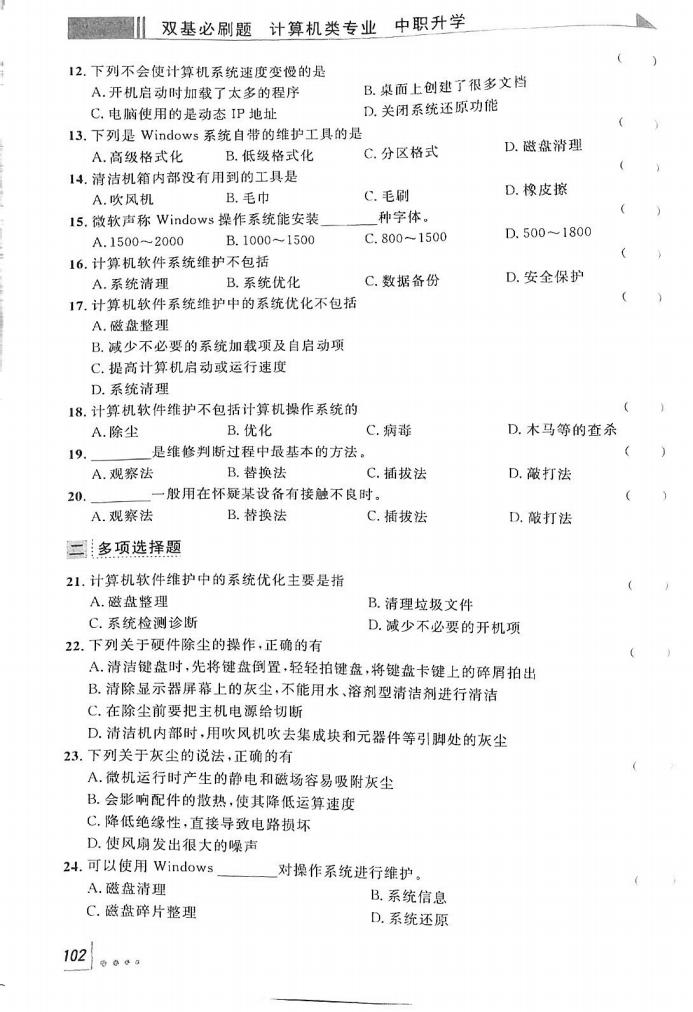 双基必刷题 计算机类专业 中职升学
12. 下列不会使计算机系统速度变慢的是 ( )
A. 开机启动时加载了太多的程序 B. 桌面上创建了很多文档
C. 电脑使用的是动态 IP 地址 D. 关闭系统还原功能
13. 下列是 Windows 系统自带的维护工具的是 ( )
A. 高级格式化 B. 低级格式化 C. 分区格式 D. 磁盘清理
14. 清洁机箱内部没有用到的工具是 ( )
A. 吹风机 B. 毛巾 C. 毛刷 D. 橡皮擦
15. 微软声称 Windows 操作系统能安装______种字体。 ( )
A. 1500～2000 B. 1000～1500 C. 800～1500 D. 500～1800
16. 计算机软件系统维护不包括 ( )
A. 系统清理 B. 系统优化 C. 数据备份 D. 安全保护
17. 计算机软件系统维护中的系统优化不包括 ( )
A. 磁盘整理
B. 减少不必要的系统加载项及自启动项
C. 提高计算机启动或运行速度
D. 系统清理
18. 计算机软件维护不包括计算机操作系统的 ( )
A. 除尘 B. 优化 C. 病毒 D. 木马等的查杀
19. ______是维修判断过程中最基本的方法。 ( )
A. 观察法 B. 替换法 C. 插拔法 D. 敲打法
20. ______一般用在怀疑某设备有接触不良时。 ( )
A. 观察法 B. 替换法 C. 插拔法 D. 敲打法
二 多项选择题
21. 计算机软件维护中的系统优化主要是指 ( )
A. 磁盘整理 B. 清理垃圾文件
C. 系统检测诊断 D. 减少不必要的开机项
22. 下列关于硬件除尘的操作,正确的有 ( )
A. 清洁键盘时,先将键盘倒置,轻轻拍键盘,将键盘卡键上的碎屑拍出
B. 清除显示器屏幕上的灰尘,不能用水、溶剂型清洁剂进行清洁
C. 在除尘前要把主机电源给切断
D. 清洁机内部时,用吹风机吹去集成块和元器件等引脚处的灰尘
23. 下列关于灰尘的说法,正确的有 ( )
A. 微机运行时产生的静电和磁场容易吸附灰尘
B. 会影响配件的散热,使其降低运算速度
C. 降低绝缘性,直接导致电路损坏
D. 使风扇发出很大的噪声
24. 可以使用 Windows ______对操作系统进行维护。 ( )
A. 磁盘清理 B. 系统信息
C. 磁盘碎片整理 D. 系统还原
102